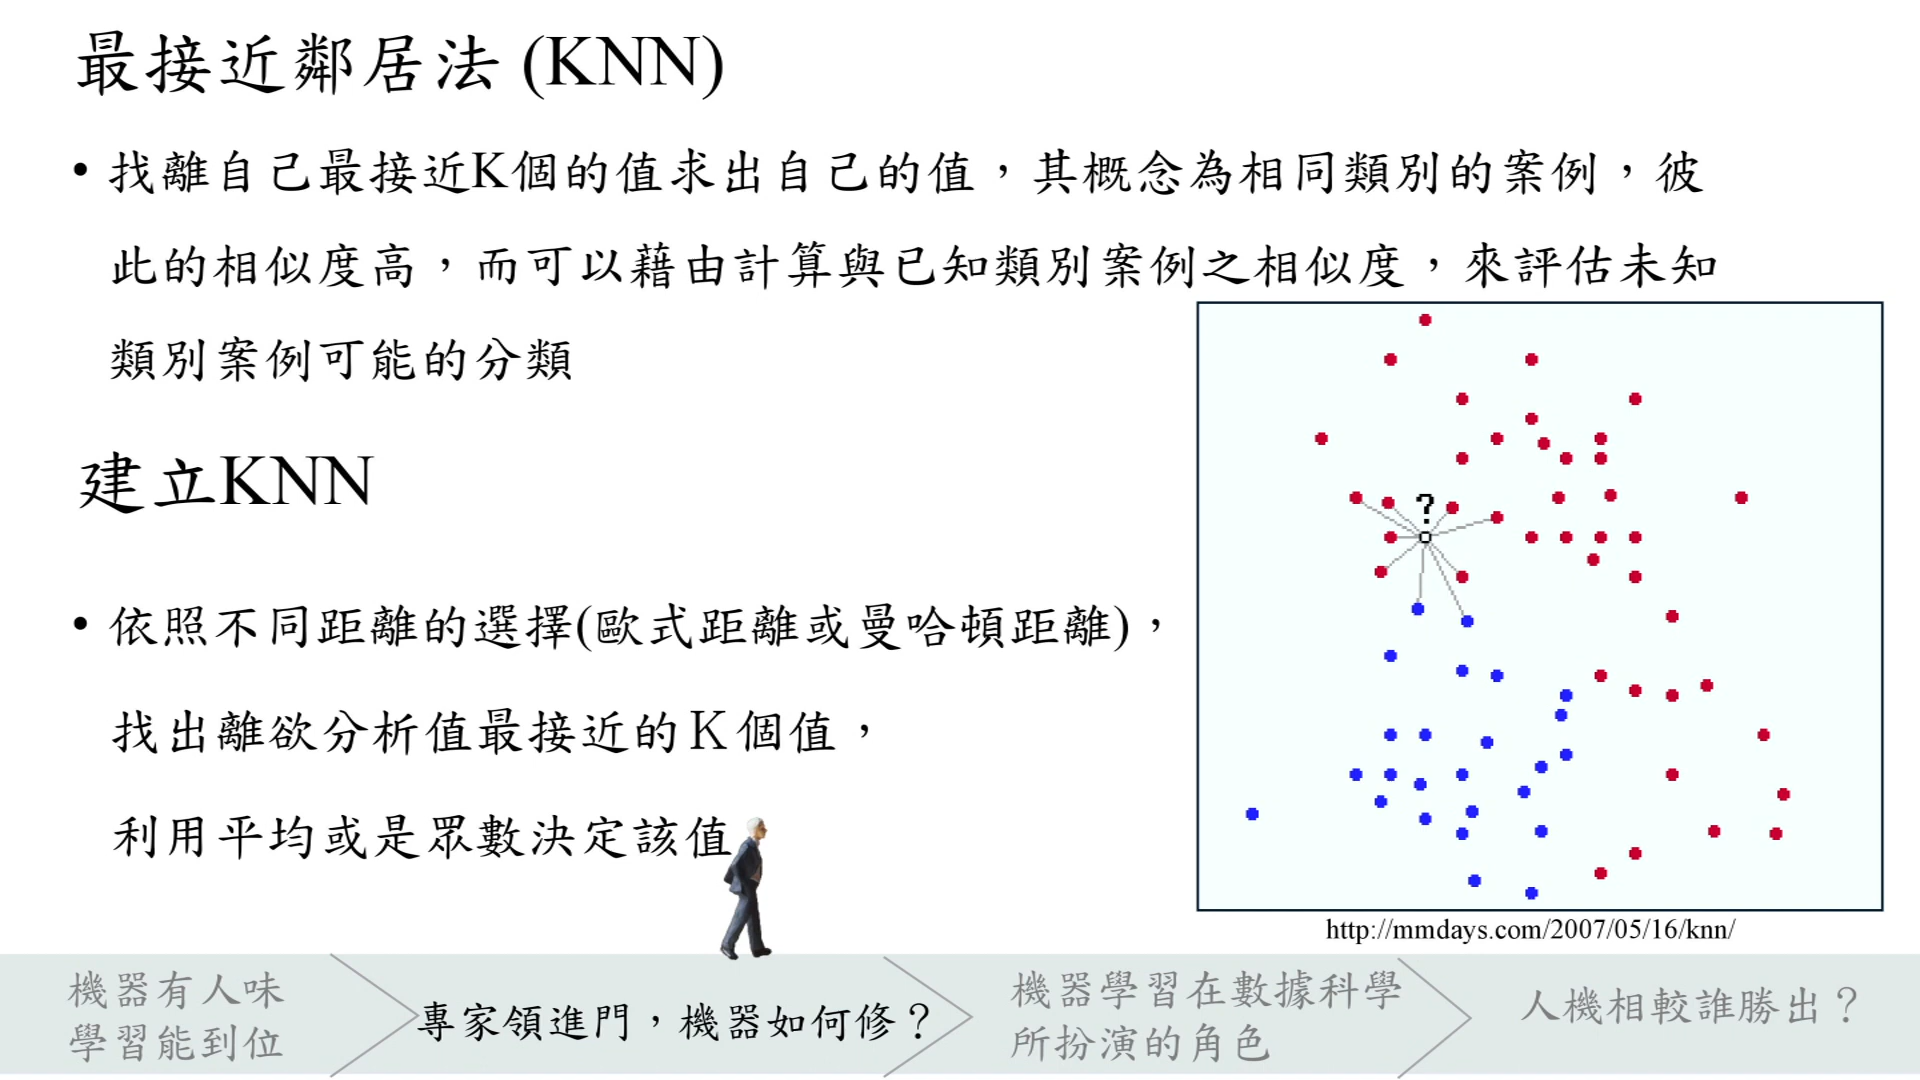 最接近鄰居法 (KNN)
• 找離自己最接近K個的值求出自己的值，其概念為相同類別的案例，彼
此的相似度高，而可以藉由計算與已知類別案例之相似度，來評估未知
類別案例可能的分類
建立KNN
• 依照不同距離的選擇(歐式距離或曼哈頓距離)，
找出離欲分析值最接近的K個值，
利用平均或是眾數決定該值
?
http://mmdays.com/2007/05/16/knn/
機器有人味
學習能到位
專家領進門，機器如何修？
機器學習在數據科學
所扮演的角色
人機相較誰勝出？